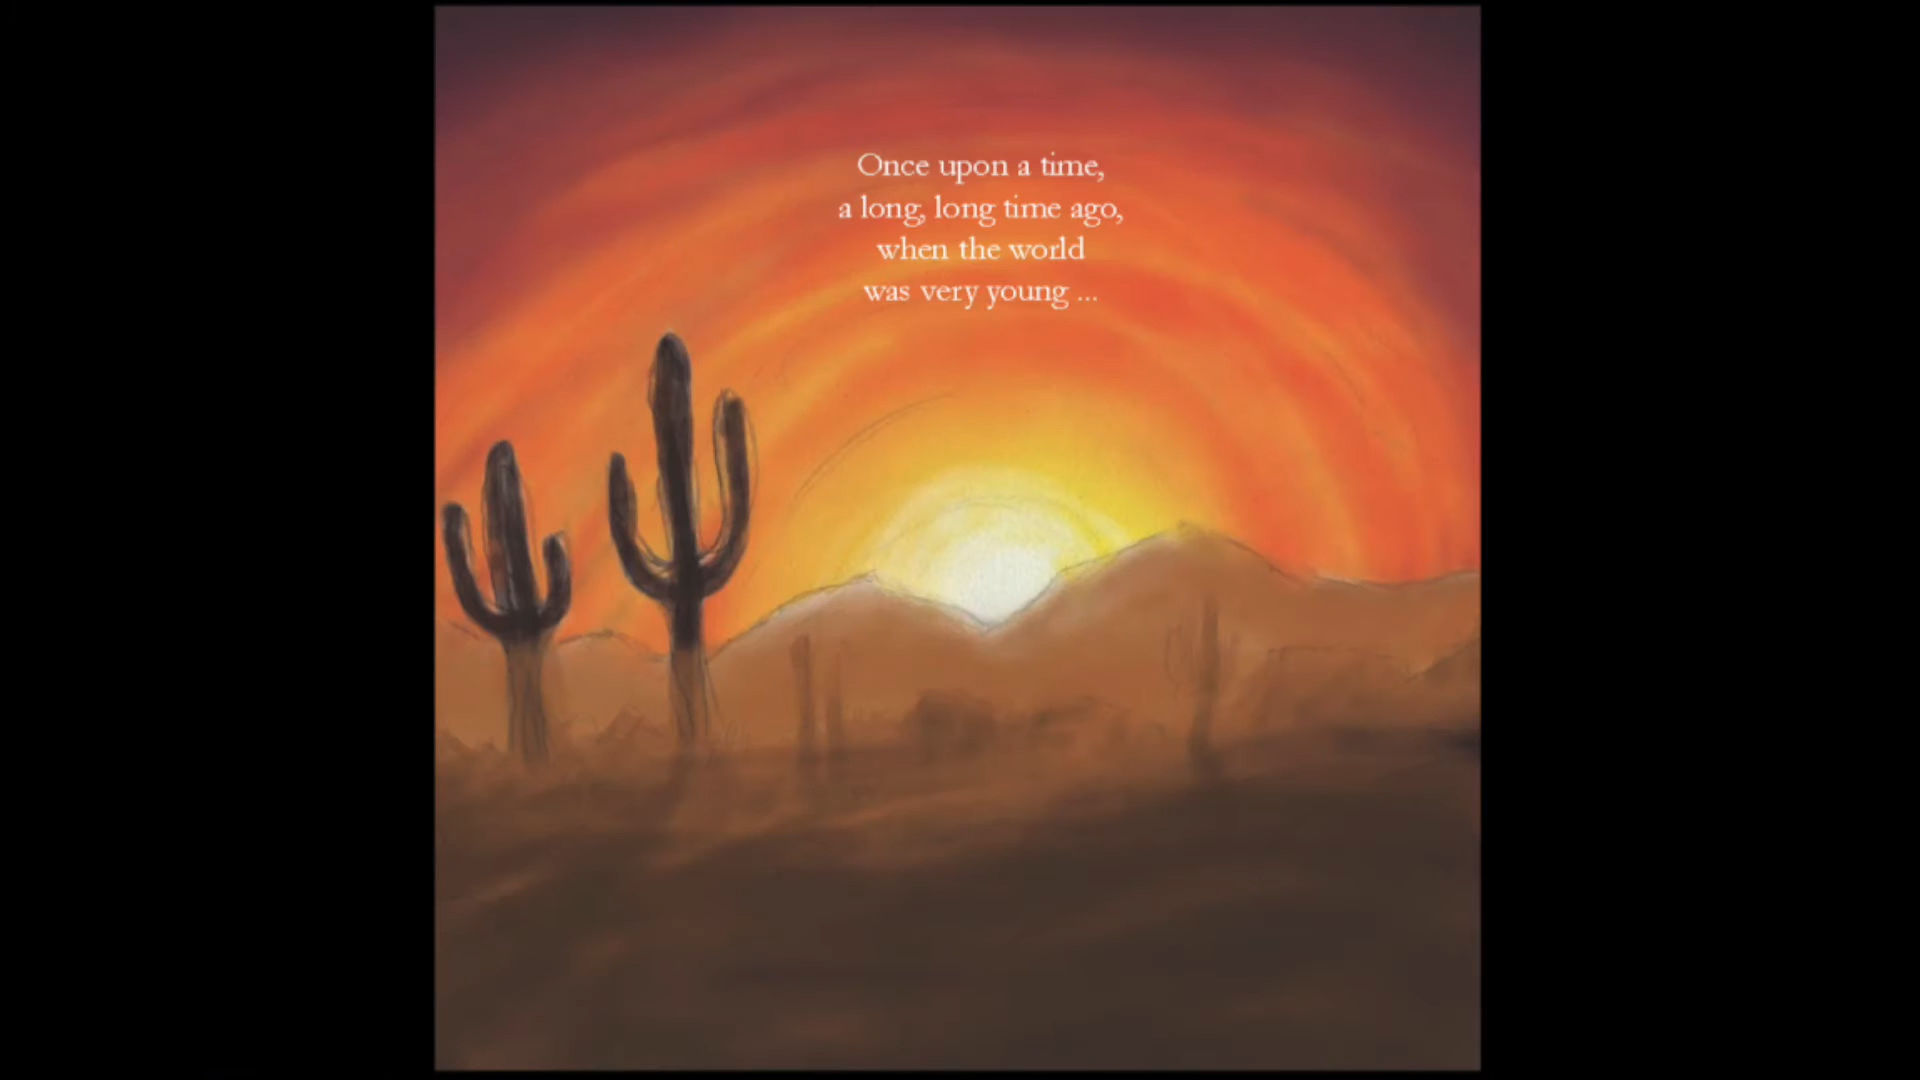 Once upon a time,
a long, long time ago,
when the world
was very young ...